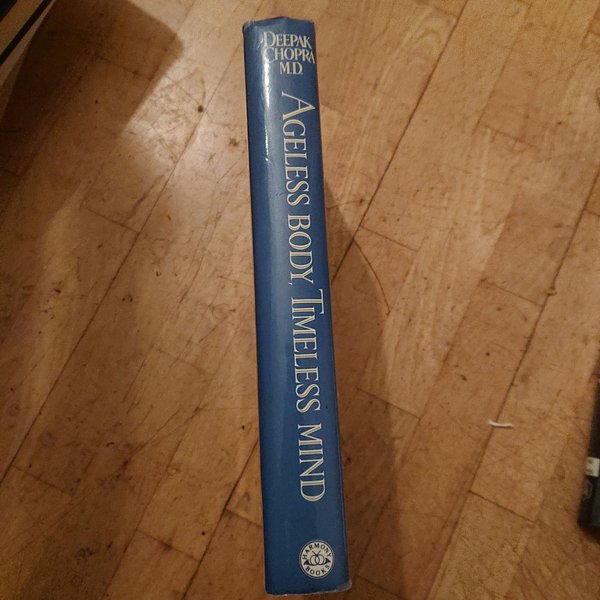 DEEPAK
CHOPRA
M.D.
AGELESS BODY, TIMELESS MIND
HARMONY
BOOKS